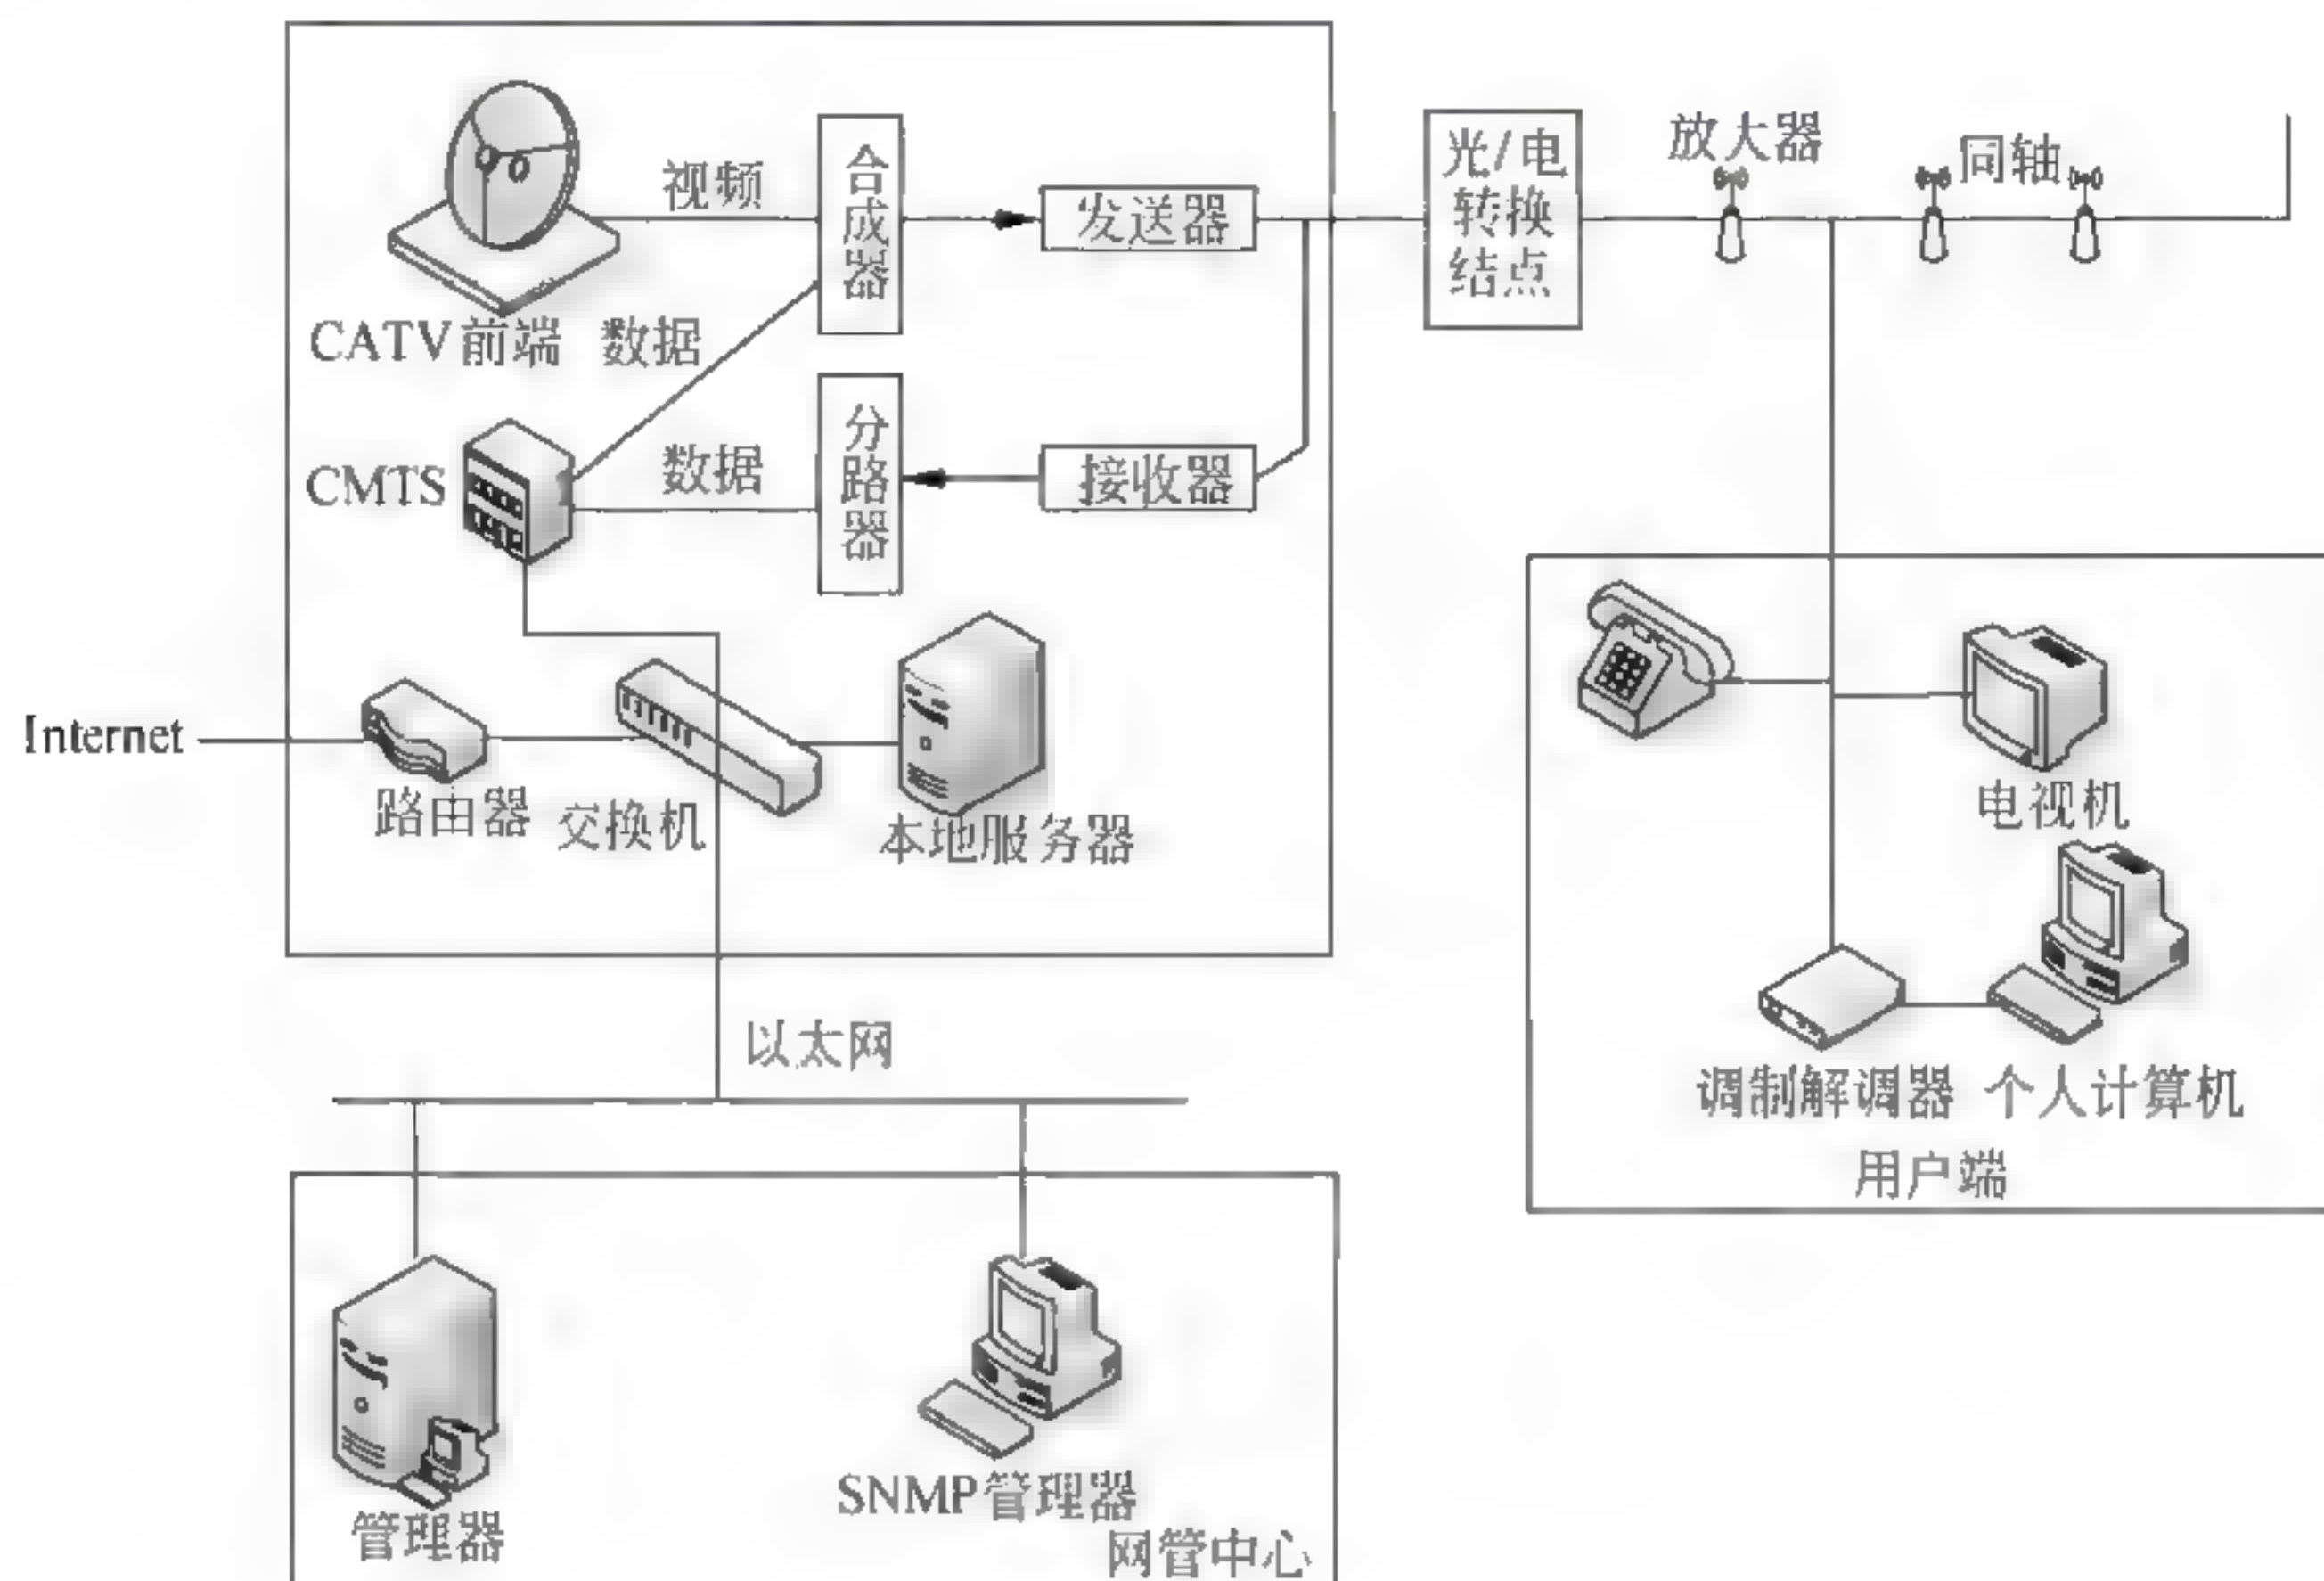 视频
合成器
发送器
光/电
转换
结点
放大器
同轴
CATV前端
数据
CMTS
数据
分路器
接收器
Internet
路由器
交换机
本地服务器
电视机
以太网
调制解调器
个人计算机
用户端
SNMP管理器
管理器
网管中心